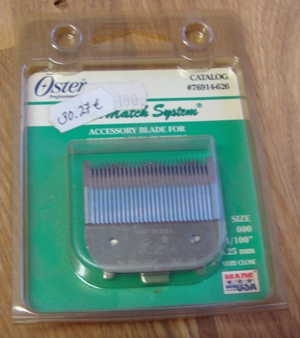 Oster
Professional
CATALOG
#76914-626
30.27 €
Match System®
ACCESSORY BLADE FOR
SIZE
000
1/100"
.25 mm
VERY CLOSE
MADE
USA